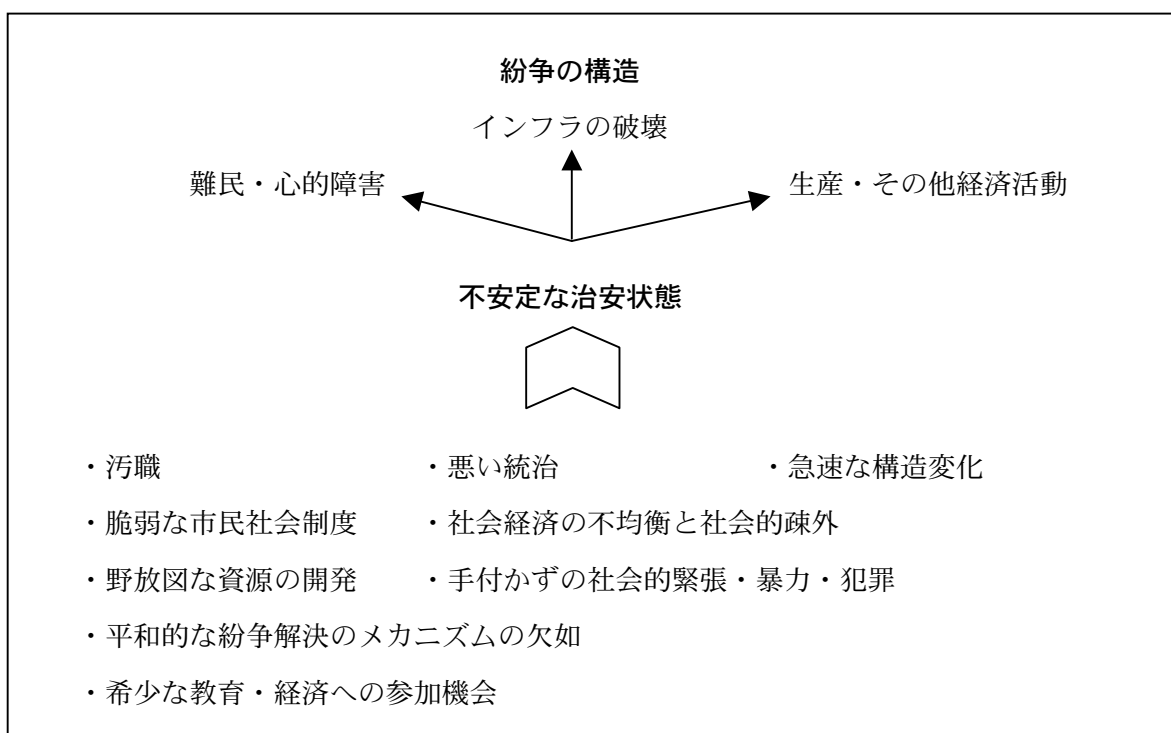 紛争の構造
インフラの破壊
難民・心的障害 生産・その他経済活動
不安定な治安状態
・汚職 ・悪い統治 ・急速な構造変化
・脆弱な市民社会制度 ・社会経済の不均衡と社会的疎外
・野放図な資源の開発 ・手付かずの社会的緊張・暴力・犯罪
・平和的な紛争解決のメカニズムの欠如
・希少な教育・経済への参加機会